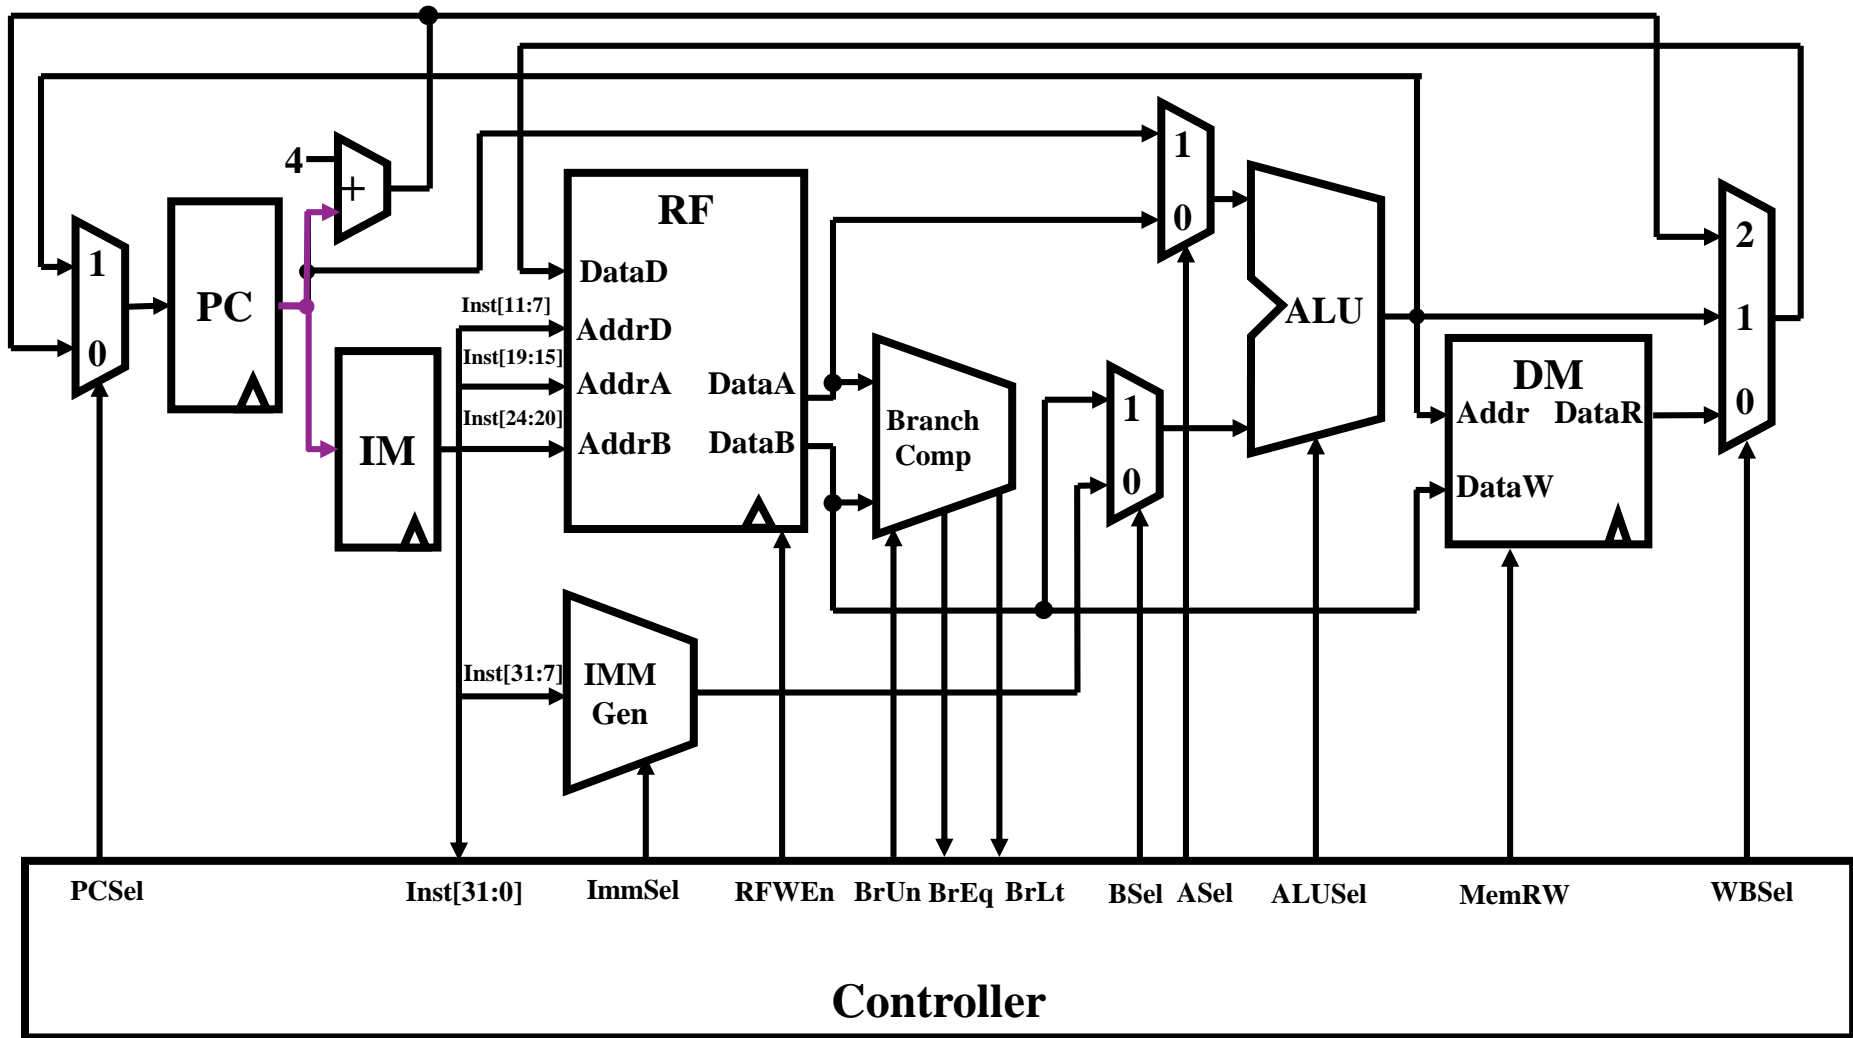 4
+
1
0
PC
IM
Inst[11:7]
Inst[19:15]
Inst[24:20]
RF
DataD
AddrD
AddrA
DataA
AddrB
DataB
Branch
Comp
1
0
1
0
ALU
DM
Addr
DataR
DataW
2
1
0
Inst[31:7]
IMM
Gen
PCSel
Inst[31:0]
ImmSel
RFWEn
BrUn
BrEq
BrLt
BSel
ASel
ALUSel
MemRW
WBSel
Controller